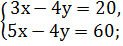 3x – 4y = 20,
5x – 4y = 60;